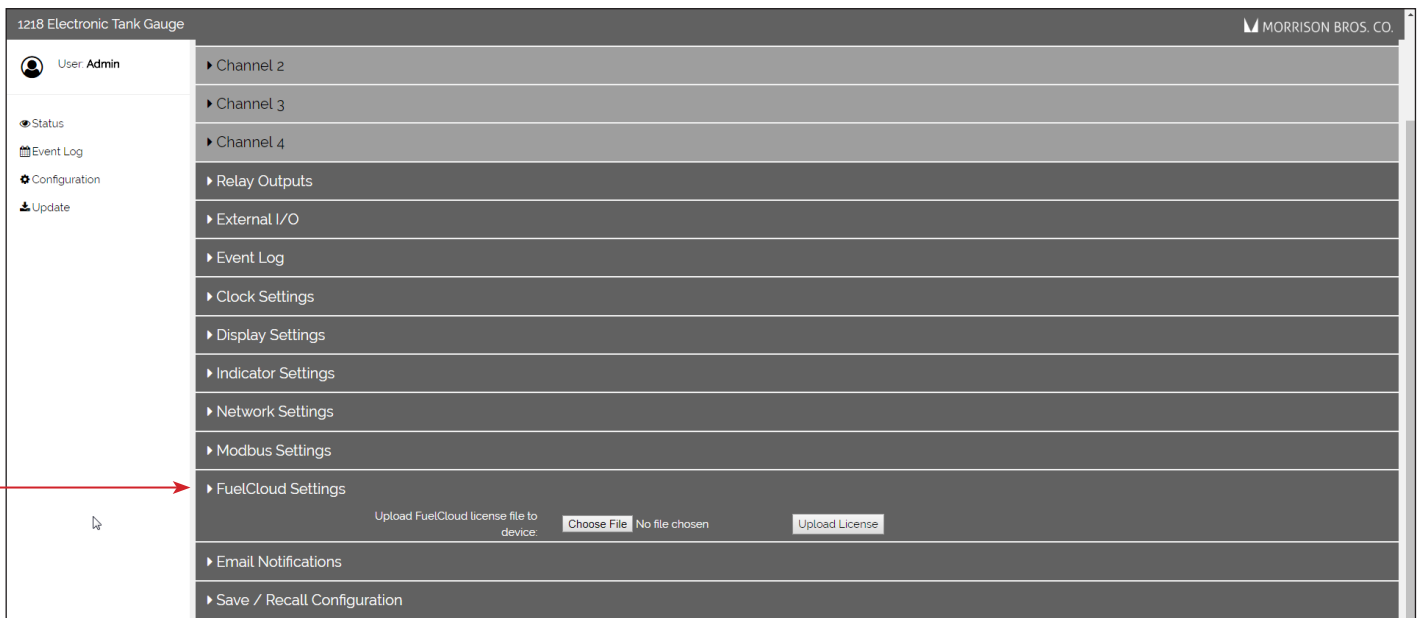 1218 Electronic Tank Gauge
MORRISON BROS. CO.
User: Admin
Status
Event Log
Configuration
Update
Channel 2
Channel 3
Channel 4
Relay Outputs
External I/O
Event Log
Clock Settings
Display Settings
Indicator Settings
Network Settings
Modbus Settings
FuelCloud Settings
Upload FuelCloud license file to
device:
Choose File No file chosen
Upload License
Email Notifications
Save / Recall Configuration